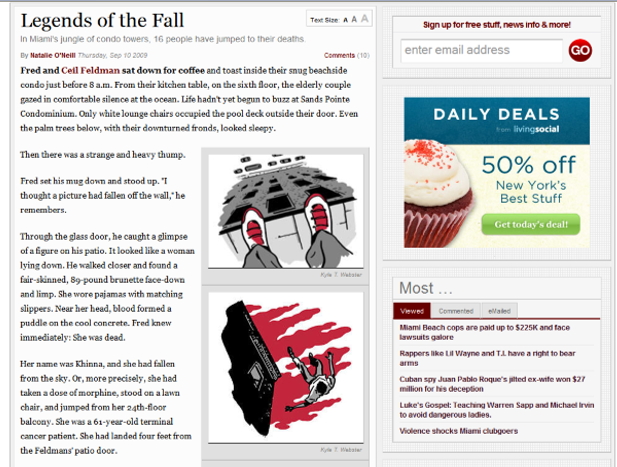 Legends of the Fall
Text Size: A A A
In Miami's jungle of condo towers, 16 people have jumped to their deaths
By Natalie O'Neill Thursday, Sep 10 2009
Comments (10)
Fred and Ceil Feldman sat down for coffee and toast inside their snug beachside
condo just before 8 a.m. From their kitchen table, on the sixth floor, the elderly couple
gazed in comfortable silence at the ocean. Life hadn't yet begun to buzz at Sands Pointe
Condominium. Only white lounge chairs occupied the pool deck outside their door. Even
the palm trees below, with their downturned fronds, looked sleepy.
Then there was a strange and heavy thump.
Fred set his mug down and stood up. "I
thought a picture had fallen off the wall," he
remembers.
Through the glass door, he caught a glimpse
of a figure on his patio. It looked like a woman
lying down. He walked closer and found a
fair-skinned, 89-pound brunette face-down
and limp. She wore pajamas with matching
slippers. Near her head, blood formed a
puddle on the cool concrete. Fred knew
immediately: She was dead.
Her name was Khinna, and she had fallen
from the sky. Or, more precisely, she had
taken a dose of morphine, stood on a lawn
chair, and jumped from her 24th-floor
balcony. She was a 61-year-old terminal
cancer patient. She had landed four feet from
the Feldmans' patio door.
Kyle T. Webster
Kyle T. Webster
Sign up for free stuff, news info & more!
enter email address
GO
DAILY DEALS
from livingsocial
50% off
New York's
Best Stuff
Get today's deal!
Most ...
Viewed
Commented
eMailed
Miami Beach cops are paid up to $225K and face
lawsuits galore
Rappers like Lil Wayne and T.I. have a right to bear
arms
Cuban spy Juan Pablo Roque's jilted ex-wife won $27
million for his deception
Luke's Gospel: Teaching Warren Sapp and Michael Irvin
to avoid dangerous ladies.
Violence shocks Miami clubgoers